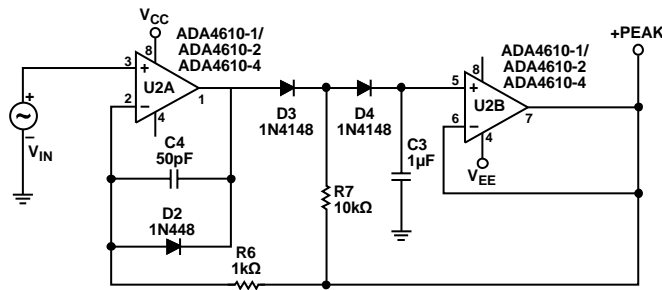 V_CC
ADA4610-1/
ADA4610-2
ADA4610-4
8
3
+
U2A
1
2
−
4
+
−
V_IN
C4
50pF
D2
1N448
R6
1kΩ
D3
1N4148
D4
1N4148
R7
10kΩ
C3
1µF
+PEAK
ADA4610-1/
ADA4610-2
ADA4610-4
8
5
+
U2B
7
6
−
4
V_EE